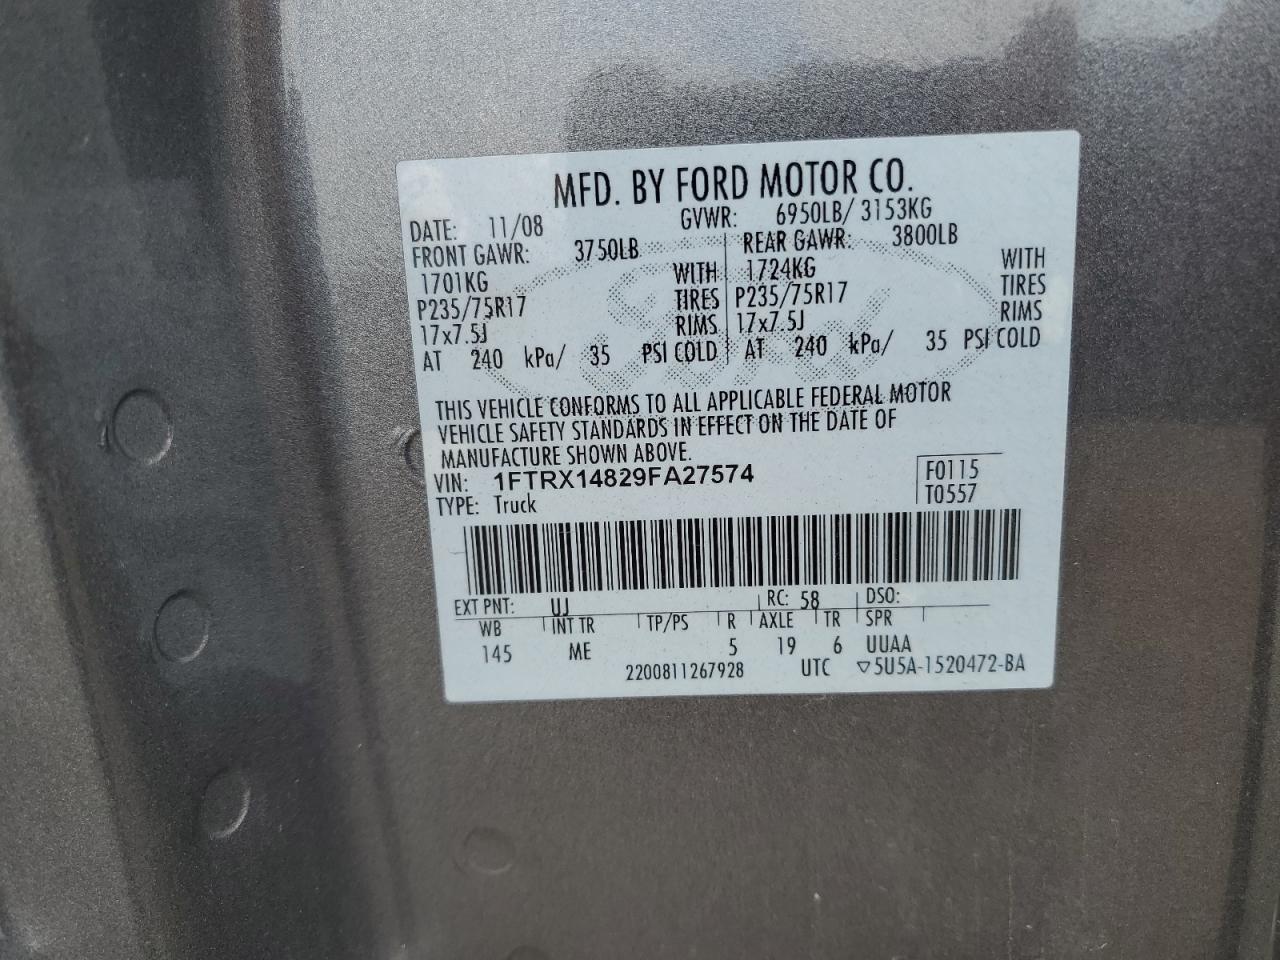 MFD. BY FORD MOTOR CO.
DATE: 11/08 GVWR: 6950LB/ 3153KG
FRONT GAWR: 3750LB REAR GAWR: 3800LB
1701KG WITH 1724KG WITH
P235/75R17 TIRES P235/75R17 TIRES
17x7.5J RIMS 17x7.5J RIMS
AT 240 kPa/ 35 PSI COLD AT 240 kPa/ 35 PSI COLD
THIS VEHICLE CONFORMS TO ALL APPLICABLE FEDERAL MOTOR
VEHICLE SAFETY STANDARDS IN EFFECT ON THE DATE OF
MANUFACTURE SHOWN ABOVE.
VIN: 1FTRX14829FA27574 F0115
TYPE: Truck T0557
EXT PNT: UJ RC: 58 DSO:
WB INT TR TP/PS R AXLE TR SPR
145 ME 5 19 6 UUAA
2200811267928 UTC ▽5U5A-1520472-BA